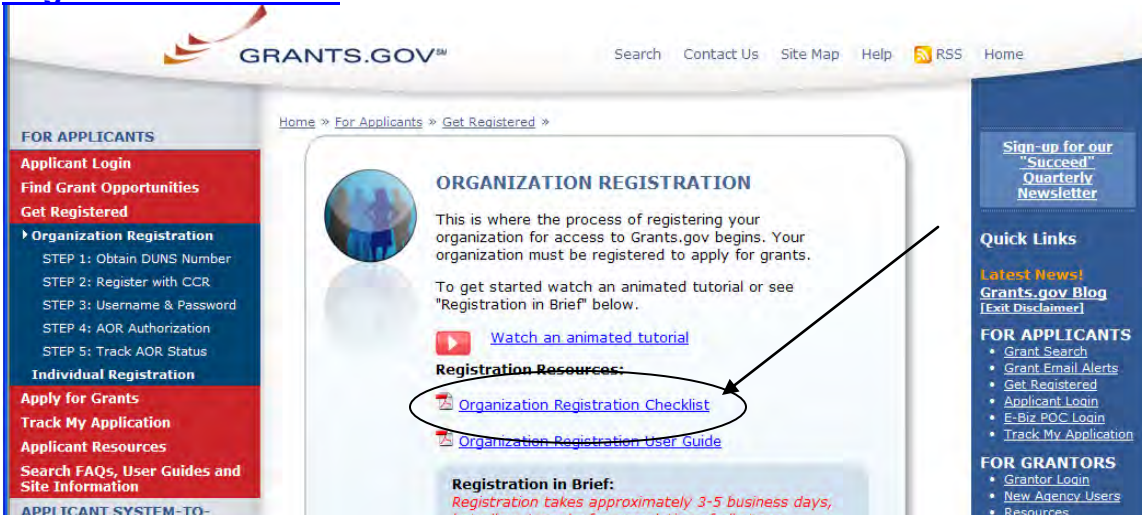 GRANTS.GOV℠
Search Contact Us Site Map Help RSS Home
FOR APPLICANTS
Applicant Login
Find Grant Opportunities
Get Registered
Organization Registration
STEP 1: Obtain DUNS Number
STEP 2: Register with CCR
STEP 3: Username & Password
STEP 4: AOR Authorization
STEP 5: Track AOR Status
Individual Registration
Apply for Grants
Track My Application
Applicant Resources
Search FAQs, User Guides and
Site Information
APPLICANT SYSTEM-TO-
Home » For Applicants » Get Registered »
ORGANIZATION REGISTRATION
This is where the process of registering your
organization for access to Grants.gov begins. Your
organization must be registered to apply for grants.
To get started watch an animated tutorial or see
"Registration in Brief" below.
Watch an animated tutorial
Registration Resources:
Organization Registration Checklist
Organization Registration User Guide
Registration in Brief:
Registration takes approximately 3-5 business days,
Sign-up for our
"Succeed"
Quarterly
Newsletter
Quick Links
Latest News!
Grants.gov Blog
[Exit Disclaimer]
FOR APPLICANTS
• Grant Search
• Grant Email Alerts
• Get Registered
• Applicant Login
• E-Biz POC Login
• Track My Application
FOR GRANTORS
• Grantor Login
• New Agency Users
• Resources